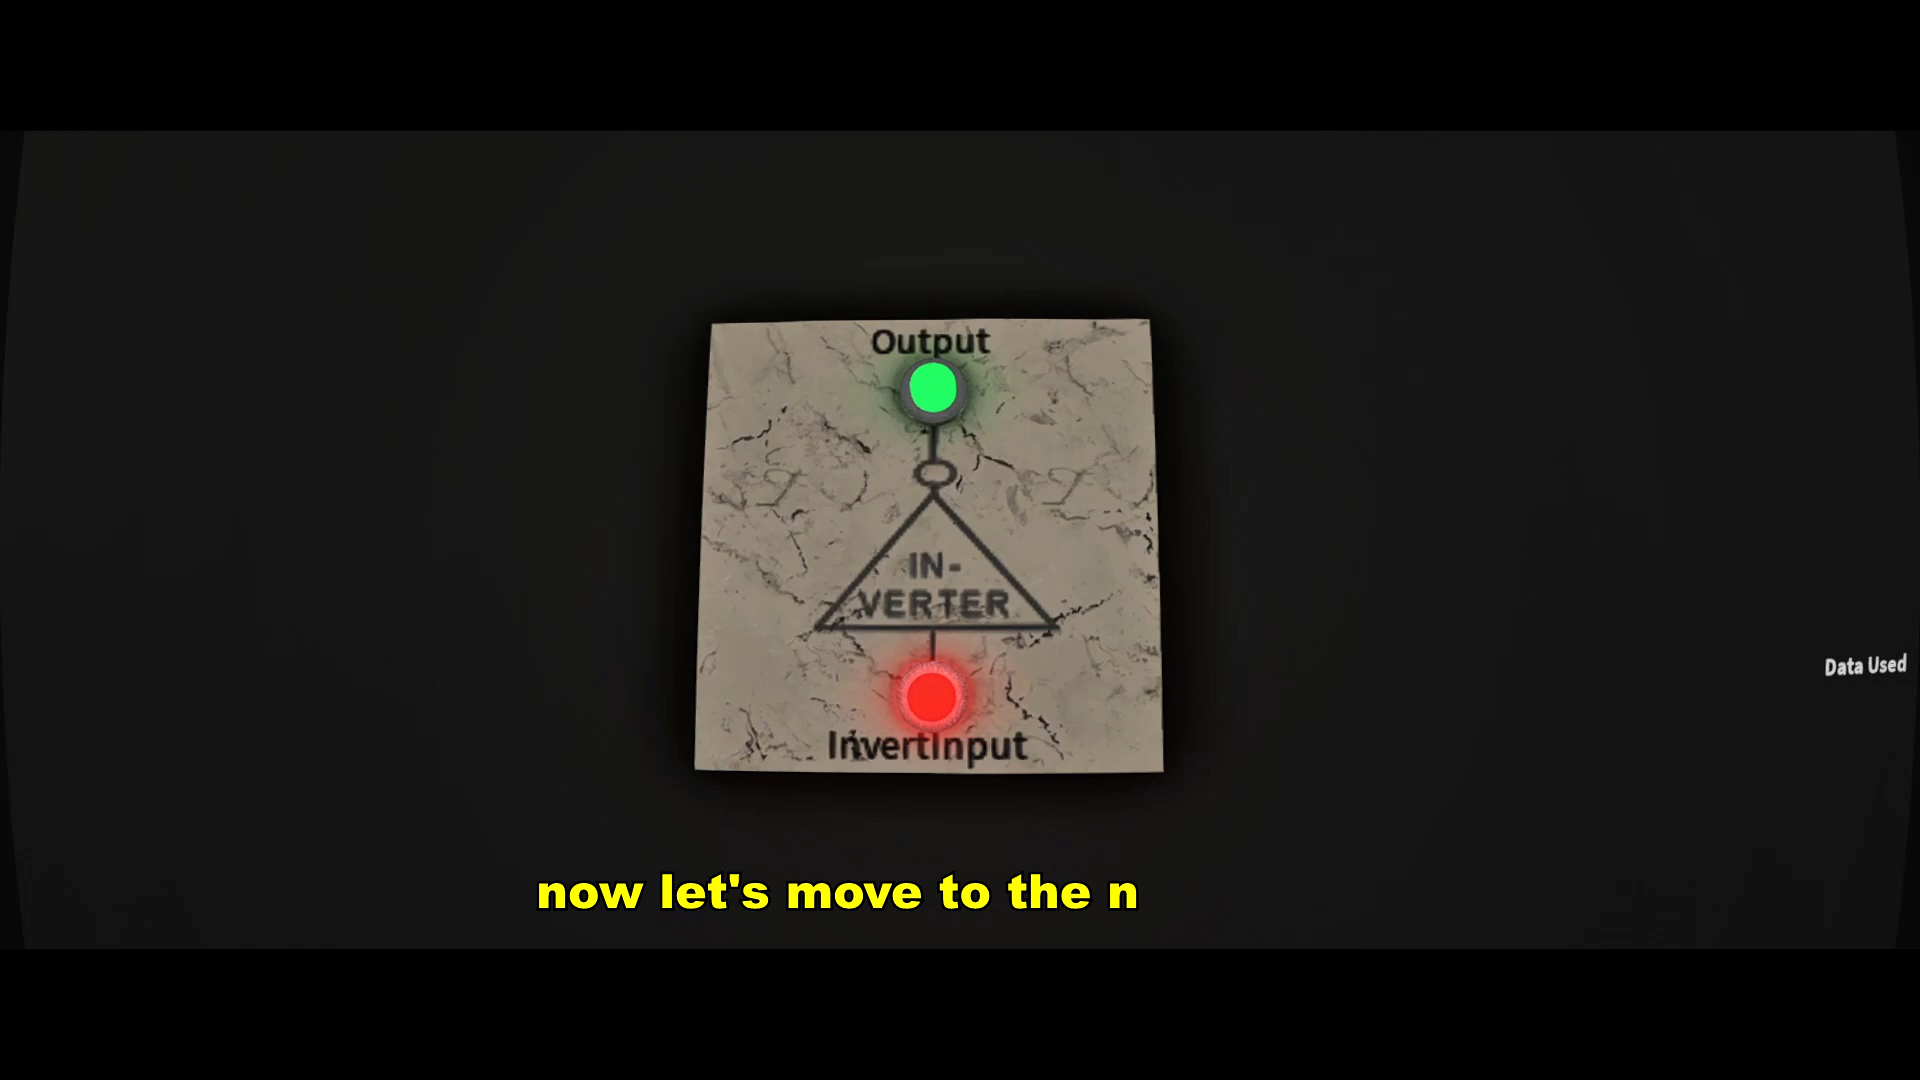 Output
IN-
VERTER
InvertInput
Data Used
now let's move to the n